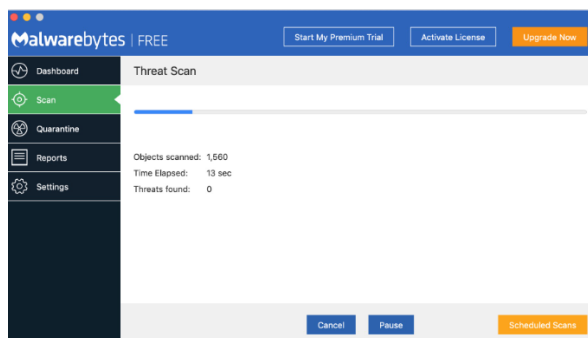 Malwarebytes | FREE
Start My Premium Trial
Activate License
Upgrade Now
Dashboard
Scan
Quarantine
Reports
Settings
Threat Scan
Objects scanned: 1,560
Time Elapsed: 13 sec
Threats found: 0
Cancel
Pause
Scheduled Scans